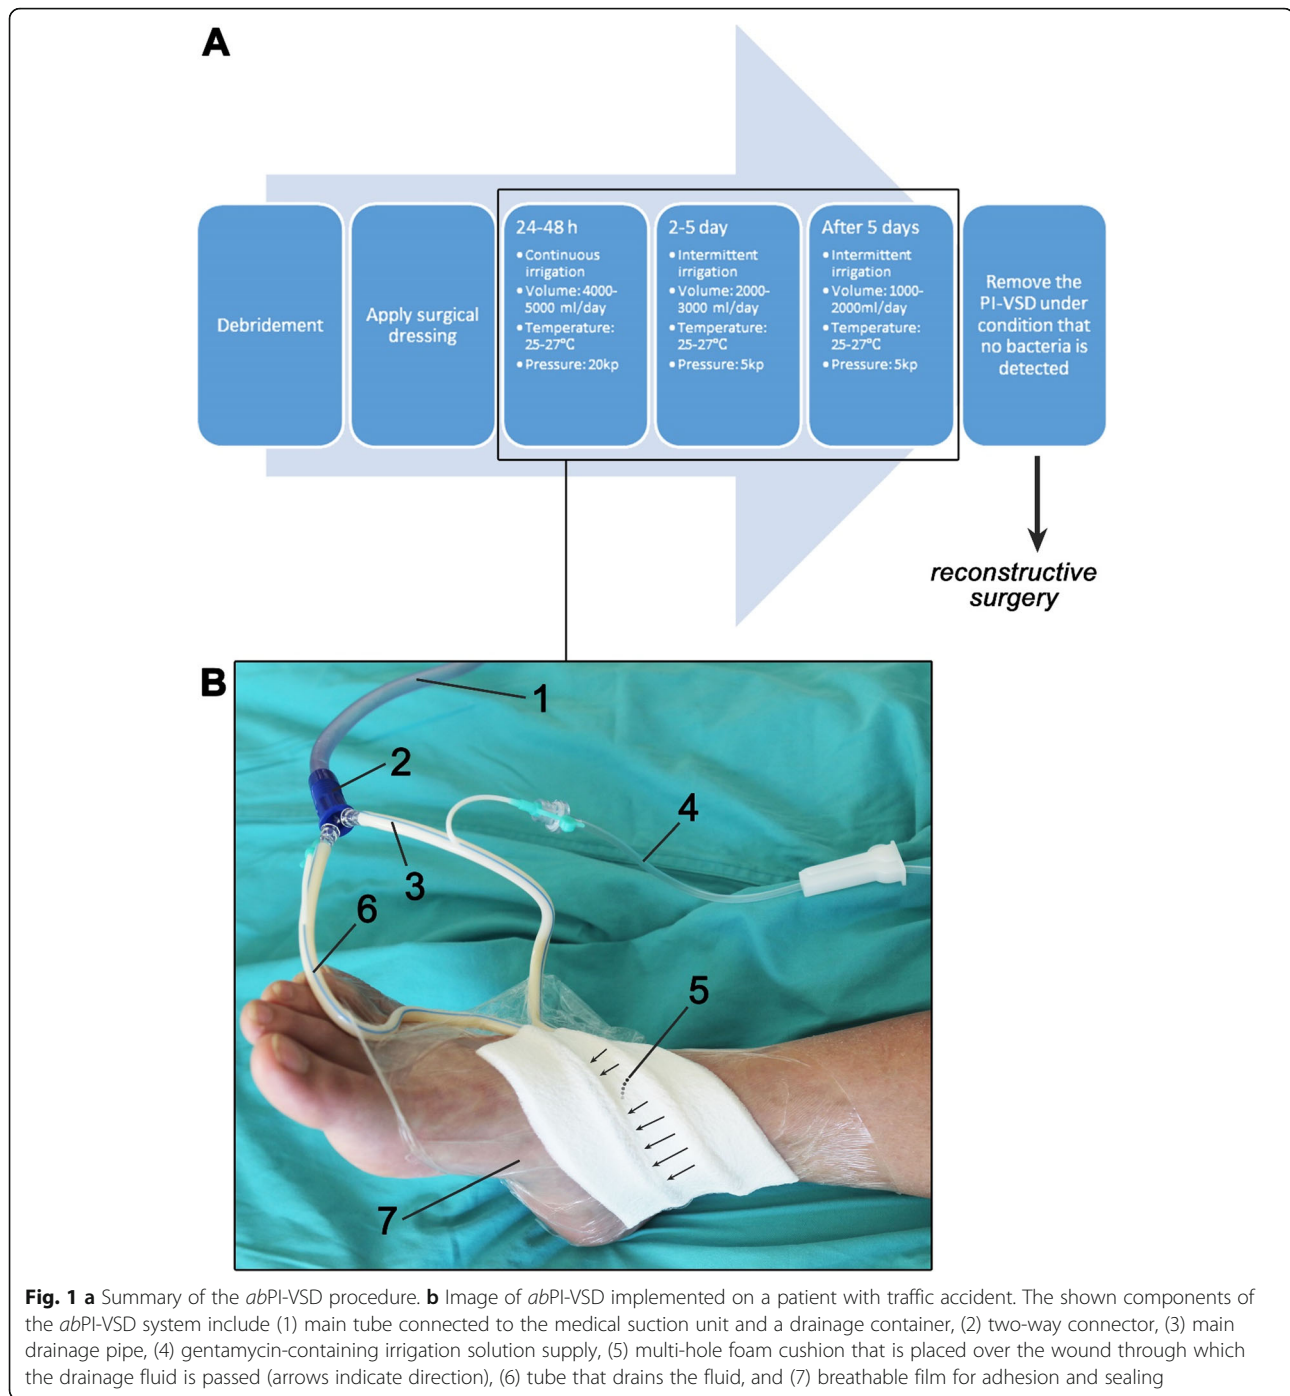 A
Debridement
Apply surgical
dressing
24-48 h
• Continuous
irrigation
• Volume: 4000-
5000 ml/day
• Temperature:
25-27℃
• Pressure: 20kp
2-5 day
• Intermittent
irrigation
• Volume: 2000-
3000 ml/day
• Temperature:
25-27℃
• Pressure: 5kp
After 5 days
• Intermittent
irrigation
• Volume: 1000-
2000ml/day
• Temperature:
25-27℃
• Pressure: 5kp
Remove the
PI-VSD under
condition that
no bacteria is
detected
reconstructive
surgery
B
1
2
3
4
5
6
7
Fig. 1 a Summary of the abPI-VSD procedure. b Image of abPI-VSD implemented on a patient with traffic accident. The shown components of
the abPI-VSD system include (1) main tube connected to the medical suction unit and a drainage container, (2) two-way connector, (3) main
drainage pipe, (4) gentamycin-containing irrigation solution supply, (5) multi-hole foam cushion that is placed over the wound through which
the drainage fluid is passed (arrows indicate direction), (6) tube that drains the fluid, and (7) breathable film for adhesion and sealing